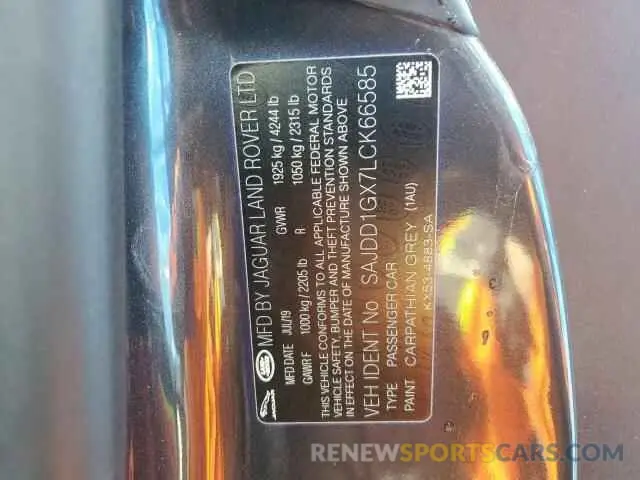 MFD BY JAGUAR LAND ROVER LTD
MFD DATE JUL/19 GVWR 1925 kg / 4244 lb
GAWR F 1000 kg / 2205 lb R 1050 kg / 2315 lb
THIS VEHICLE CONFORMS TO ALL APPLICABLE FEDERAL MOTOR
VEHICLE SAFETY, BUMPER AND THEFT PREVENTION STANDARDS
IN EFFECT ON THE DATE OF MANUFACTURE SHOWN ABOVE
VEH IDENT No SAJDD1GX7LCK66585
TYPE PASSENGER CAR
PAINT CARPATHIAN GREY (1AU)
KX53-4883-SA
JAGUAR
RENEWSPORTSCARS.COM